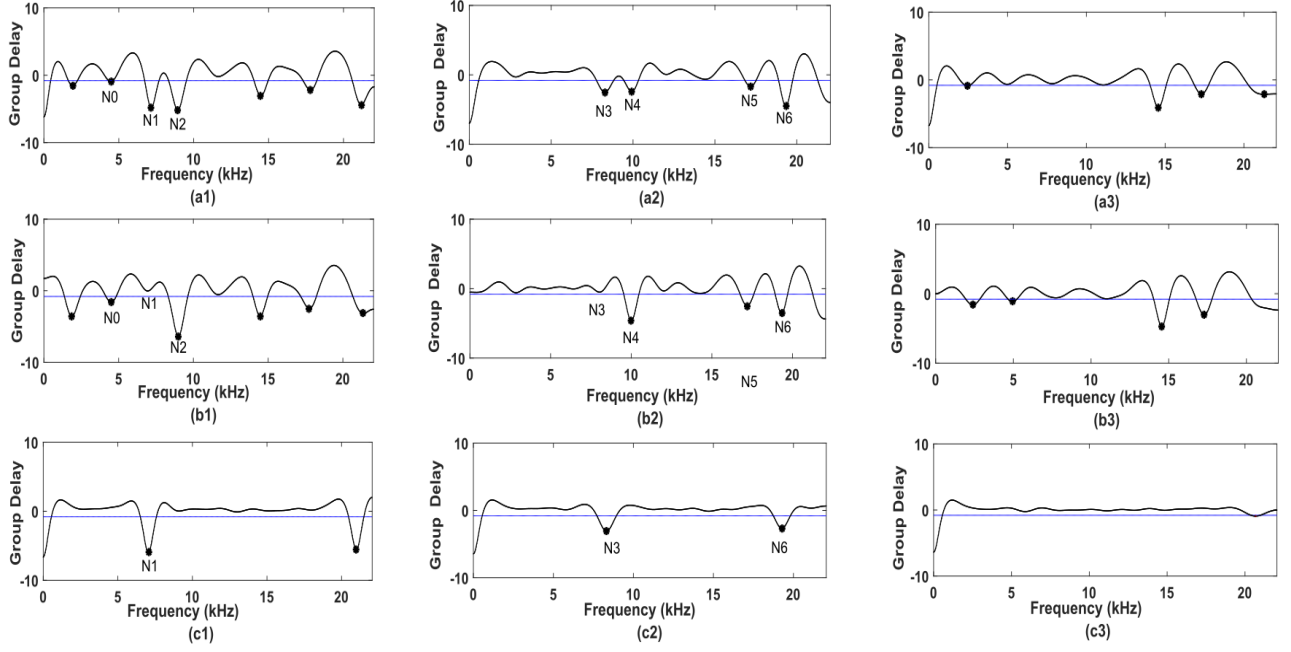 10
0
-10
Group Delay
N0
N1
N2
0 5 10 15 20
Frequency (kHz)
(a1)
10
0
-10
Group Delay
N3
N4
N5
N6
0 5 10 15 20
Frequency (kHz)
(a2)
10
0
-10
Group Delay
0 5 10 15 20
Frequency (kHz)
(a3)
10
0
-10
Group Delay
N0
N1
N2
0 5 10 15 20
Frequency (kHz)
(b1)
10
0
-10
Group Delay
N3
N4
N5
N6
0 5 10 15 20
Frequency (kHz)
(b2)
10
0
-10
Group Delay
0 5 10 15 20
Frequency (kHz)
(b3)
10
0
-10
Group Delay
N1
0 5 10 15 20
Frequency (kHz)
(c1)
10
0
-10
Group Delay
N3
N6
0 5 10 15 20
Frequency (kHz)
(c2)
10
0
-10
Group Delay
0 5 10 15 20
Frequency (kHz)
(c3)